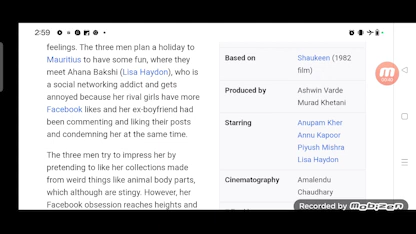 2:59
feelings. The three men plan a holiday to
Mauritius to have some fun, where they
meet Ahana Bakshi (Lisa Haydon), who is
a social networking addict and gets
annoyed because her rival girls have more
Facebook likes and her ex-boyfriend had
been commenting and liking their posts
and condemning her at the same time.
The three men try to impress her by
pretending to like her collections made
from weird things like animal body parts,
which although are stingy. However, her
Facebook obsession reaches heights and
Based on
Shaukeen (1982
film)
Produced by
Ashwin Varde
Murad Khetani
Starring
Anupam Kher
Annu Kapoor
Piyush Mishra
Lisa Haydon
Cinematography
Amalendu
Chaudhary
Recorded by Mobizen